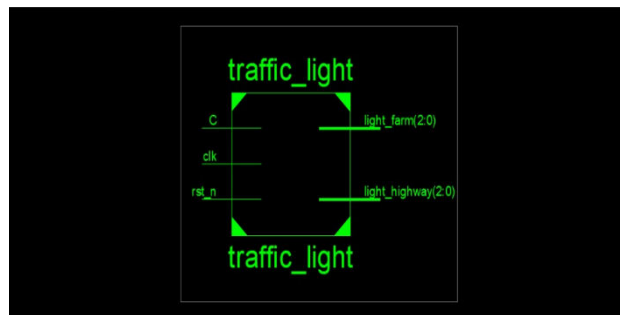 traffic_light
C
light_farm(2:0)
clk
rst_n
light_highway(2:0)
traffic_light